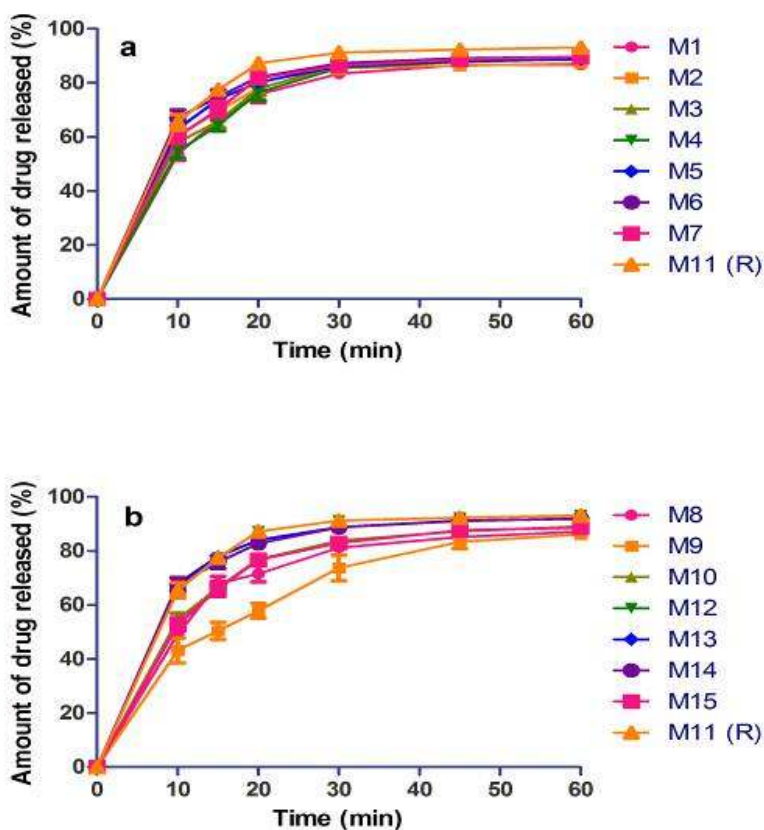 a
Amount of drug released (%)
100
80
60
40
20
0
0 10 20 30 40 50 60
Time (min)
M1
M2
M3
M4
M5
M6
M7
M11 (R)
b
Amount of drug released (%)
100
80
60
40
20
0
0 10 20 30 40 50 60
Time (min)
M8
M9
M10
M12
M13
M14
M15
M11 (R)